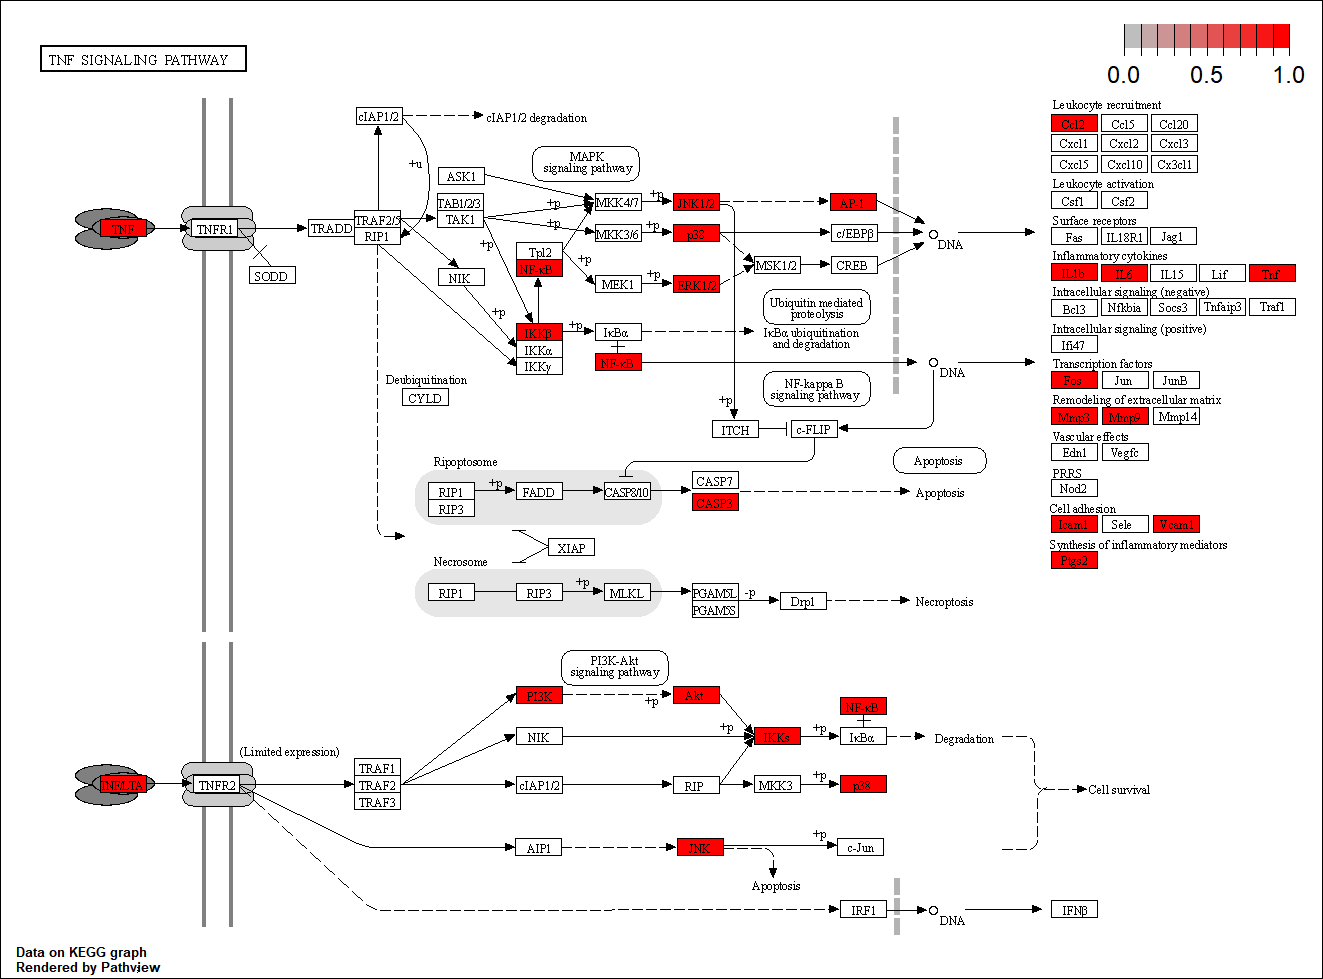 TNF SIGNALING PATHWAY
0.0 0.5 1.0
cIAP1/2
cIAP1/2 degradation
+u
MAPK
signaling pathway
ASK1
TNF
TNFR1
SODD
TRADD
TRAF2/5
RIP1
TAB1/2/3
TAK1
NIK
+p
+p
+p
+p
MKK4/7
+p
JNK1/2
AP-1
MKK3/6
+p
p38
c/EBPβ
DNA
Tpl2
NF-κB
+p
MEK1
+p
ERK1/2
MSK1/2
CREB
Ubiquitin mediated
proteolysis
IKKβ
IKKα
IKKγ
+p
IκBα
IκBα ubiquitination
and degradation
NF-κB
DNA
NF-kappa B
signaling pathway
Deubiquitination
CYLD
+p
ITCH
c-FLIP
Apoptosis
Ripoptosome
RIP1
RIP3
+p
FADD
CASP8/10
CASP7
CASP3
Apoptosis
XIAP
Necrosome
RIP1
RIP3
+p
MLKL
PGAM5L
PGAM5S
-p
Drp1
Necroptosis
Leukocyte recruitment
Ccl2 Ccl5 Ccl20
Cxcl1 Cxcl2 Cxcl3
Cxcl5 Cxcl10 Cx3cl1
Leukocyte activation
Csf1 Csf2
Surface receptors
Fas IL18R1 Jag1
Inflammatory cytokines
IL1b IL6 IL15 Lif Tnf
Intracellular signaling (negative)
Bcl3 Nfkbia Socs3 Tnfaip3 Traf1
Intracellular signaling (positive)
Ifi47
Transcription factors
Fos Jun JunB
Remodeling of extracellular matrix
Mmp3 Mmp9 Mmp14
Vascular effects
Edn1 Vegfc
PRRS
Nod2
Cell adhesion
Icam1 Sele Vcam1
Synthesis of inflammatory mediators
Ptgs2
PI3K-Akt
signaling pathway
PI3K
+p
Akt
NF-κB
NIK
+p
IKKs
+p
IκBα
Degradation
(Limited expression)
TNF/LTA
TNFR2
TRAF1
TRAF2
TRAF3
cIAP1/2
RIP
MKK3
+p
p38
Cell survival
AIP1
JNK
+p
c-Jun
Apoptosis
IRF1
DNA
IFNβ
Data on KEGG graph
Rendered by Pathview